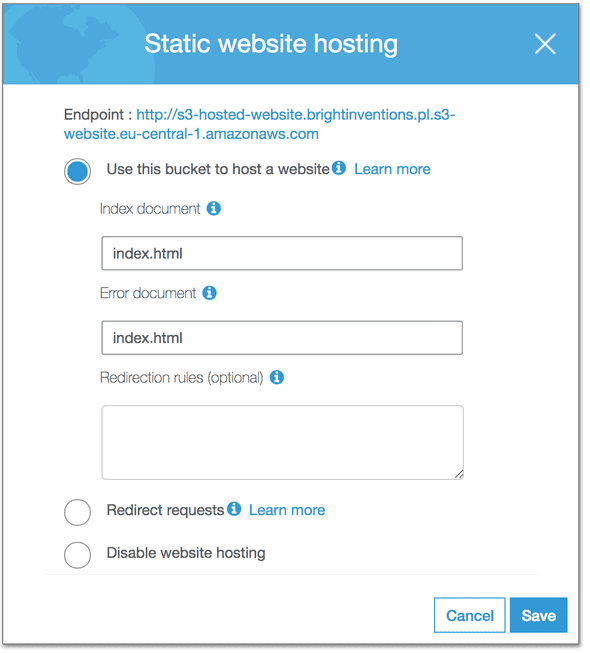 Static website hosting
Endpoint : http://s3-hosted-website.brightinventions.pl.s3-
website.eu-central-1.amazonaws.com
Use this bucket to host a website Learn more
Index document
index.html
Error document
index.html
Redirection rules (optional)
Redirect requests Learn more
Disable website hosting
Cancel Save